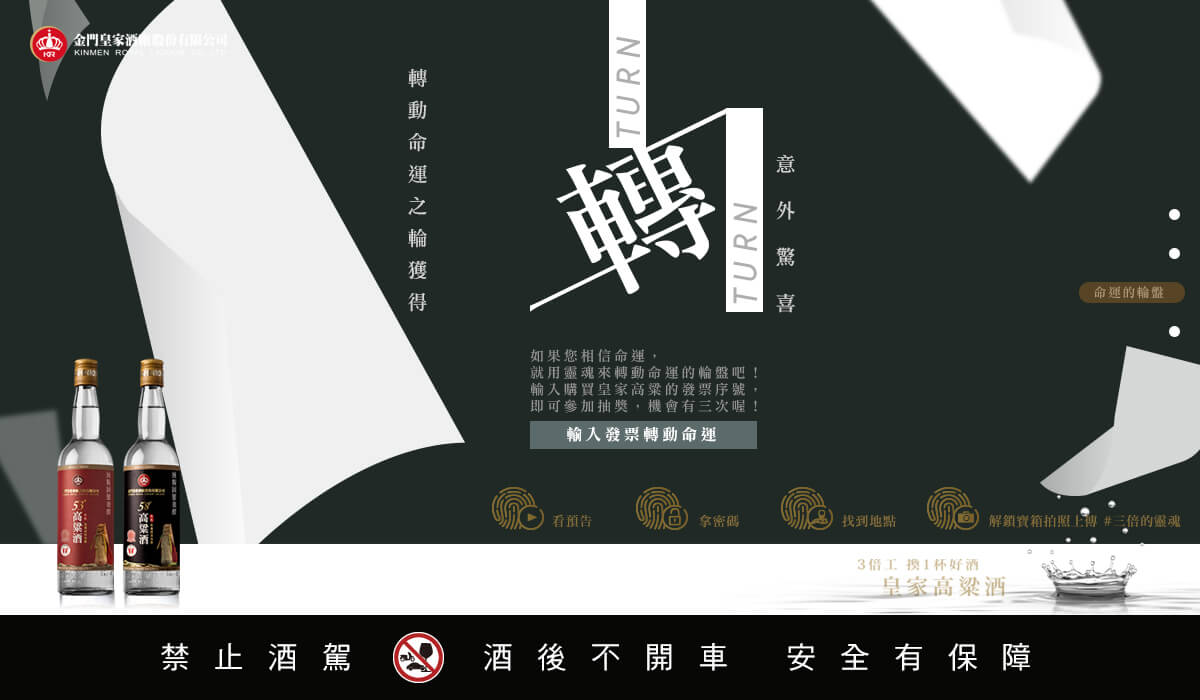 金門皇家酒廠股份有限公司
KINMEN ROYAL LIQUOR CO., LTD
KR
轉動命運之輪獲得
TURN
轉
TURN
意外驚喜
命運的輪盤
如果您相信命運，
就用靈魂來轉動命運的輪盤吧！
輸入購買皇家高粱的發票序號，
即可參加抽獎，機會有三次喔！
輸入發票轉動命運
看預告
拿密碼
找到地點
解鎖寶箱拍照上傳 #三倍的靈魂
53°
高粱酒
58°
高粱酒
3倍工 換1杯好酒
皇家高粱酒
禁止酒駕 酒後不開車 安全有保障